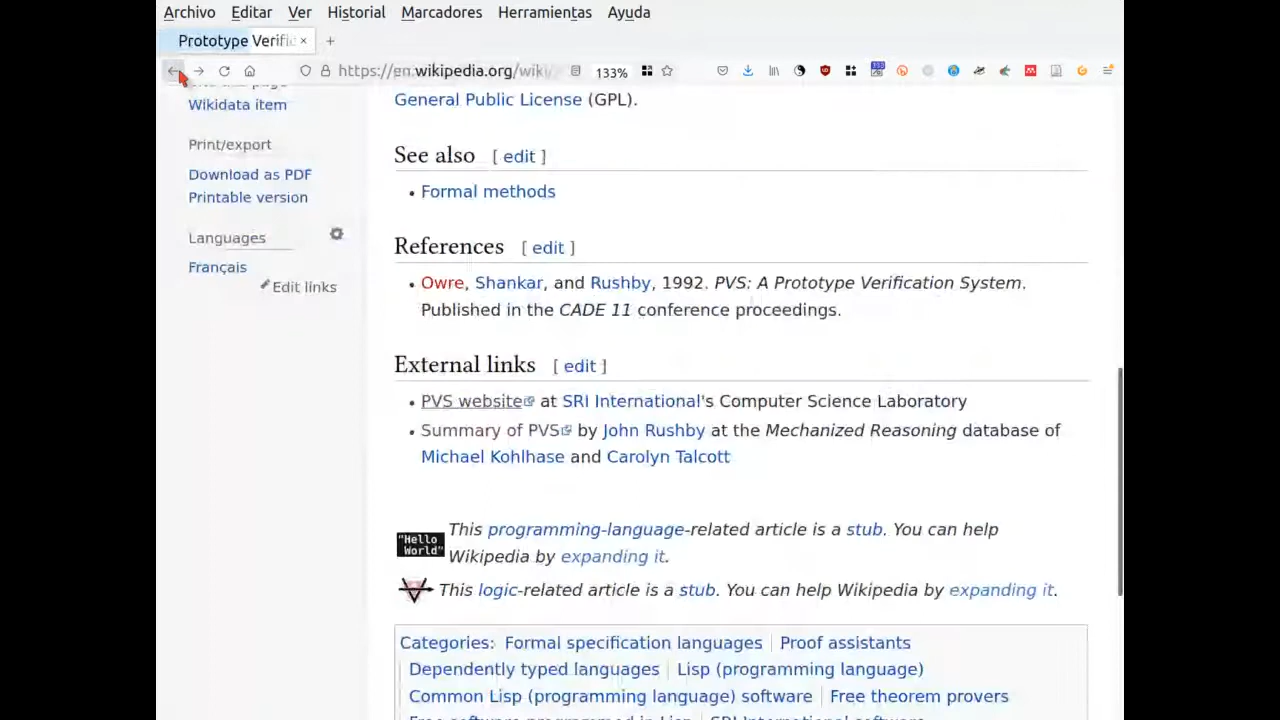 Archivo Editar Ver Historial Marcadores Herramientas Ayuda
Prototype Verific × +
https://en.wikipedia.org/wiki/ 133%
Wikidata item
Print/export
Download as PDF
Printable version
Languages
Français
Edit links
General Public License (GPL).
See also [ edit ]
• Formal methods
References [ edit ]
• Owre, Shankar, and Rushby, 1992. PVS: A Prototype Verification System.
Published in the CADE 11 conference proceedings.
External links [ edit ]
• PVS website at SRI International's Computer Science Laboratory
• Summary of PVS by John Rushby at the Mechanized Reasoning database of
Michael Kohlhase and Carolyn Talcott
"Hello
World"
This programming-language-related article is a stub. You can help
Wikipedia by expanding it.
This logic-related article is a stub. You can help Wikipedia by expanding it.
Categories: Formal specification languages | Proof assistants
| Dependently typed languages | Lisp (programming language)
| Common Lisp (programming language) software | Free theorem provers